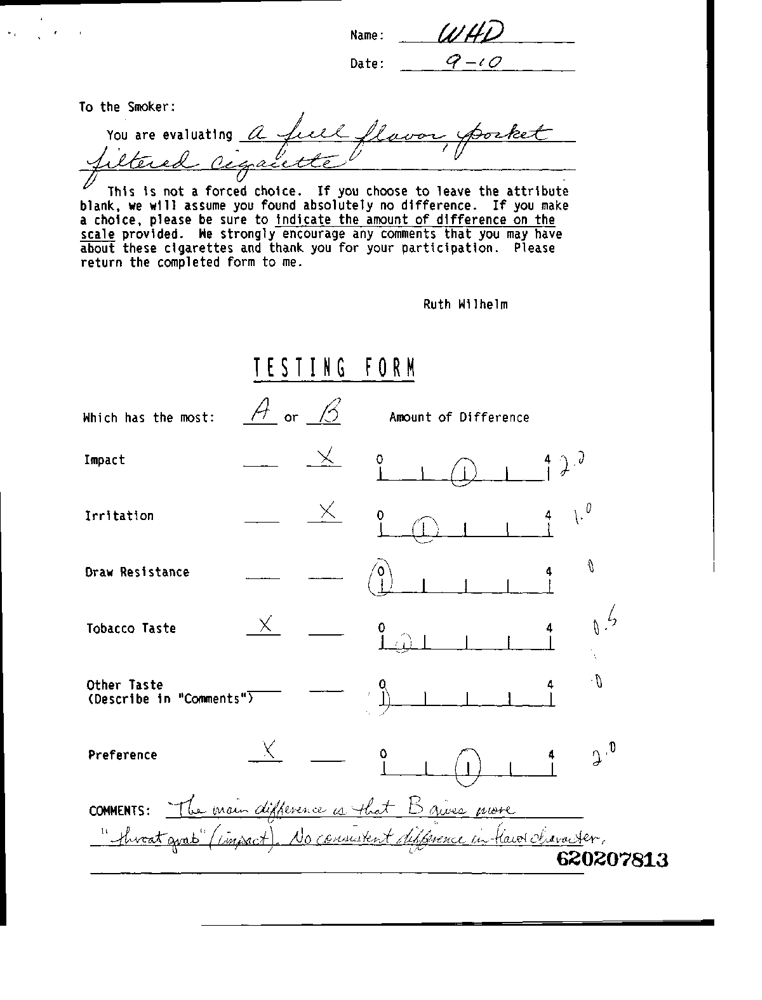 Name: WHD
Date: 9-10
To the Smoker:
You are evaluating a full flavor, pocket
filtered cigarette
This is not a forced choice. If you choose to leave the attribute
blank, we will assume you found absolutely no difference. If you make
a choice, please be sure to indicate the amount of difference on the
scale provided. We strongly encourage any comments that you may have
about these cigarettes and thank you for your participation. Please
return the completed form to me.
Ruth Wilhelm
TESTING FORM
Which has the most: A or B Amount of Difference
Impact X 0 4 2.0
Irritation X 0 4 1.0
Draw Resistance 0 4 0
Tobacco Taste X 0 4 0.5
Other Taste 0 4 0
(Describe in "Comments")
Preference X 0 4 2.0
COMMENTS: The main difference is that B gives more
"throat grab" (impact). No consistent difference in flavor character.
620207813